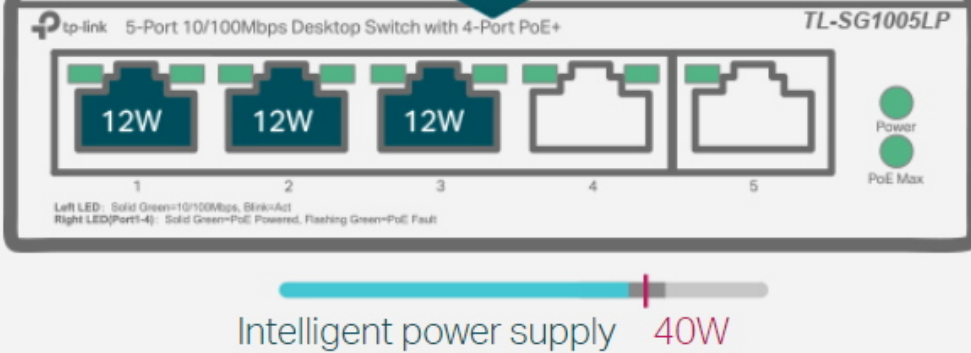 tp-link 5-Port 10/100Mbps Desktop Switch with 4-Port PoE+ TL-SG1005LP
12W 12W 12W
Power
PoE Max
1 2 3 4 5
Left LED: Solid Green=10/100Mbps, Blink=Act
Right LED(Port1-4): Solid Green=PoE Powered, Flashing Green=PoE Fault
Intelligent power supply 40W